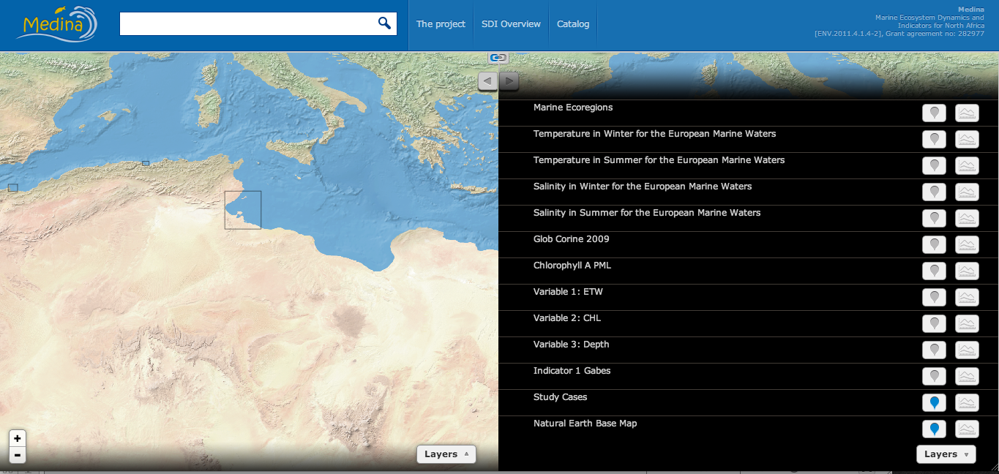 Medina
The project
SDI Overview
Catalog
Medina
Marine Ecosystem Dynamics and
Indicators for North Africa
[ENV.2011.4.1.4-2], Grant agreement no: 282977
Marine Ecoregions
Temperature in Winter for the European Marine Waters
Temperature in Summer for the European Marine Waters
Salinity in Winter for the European Marine Waters
Salinity in Summer for the European Marine Waters
Glob Corine 2009
Chlorophyll A PML
Variable 1: ETW
Variable 2: CHL
Variable 3: Depth
Indicator 1 Gabes
Study Cases
Natural Earth Base Map
+
-
Layers
Layers